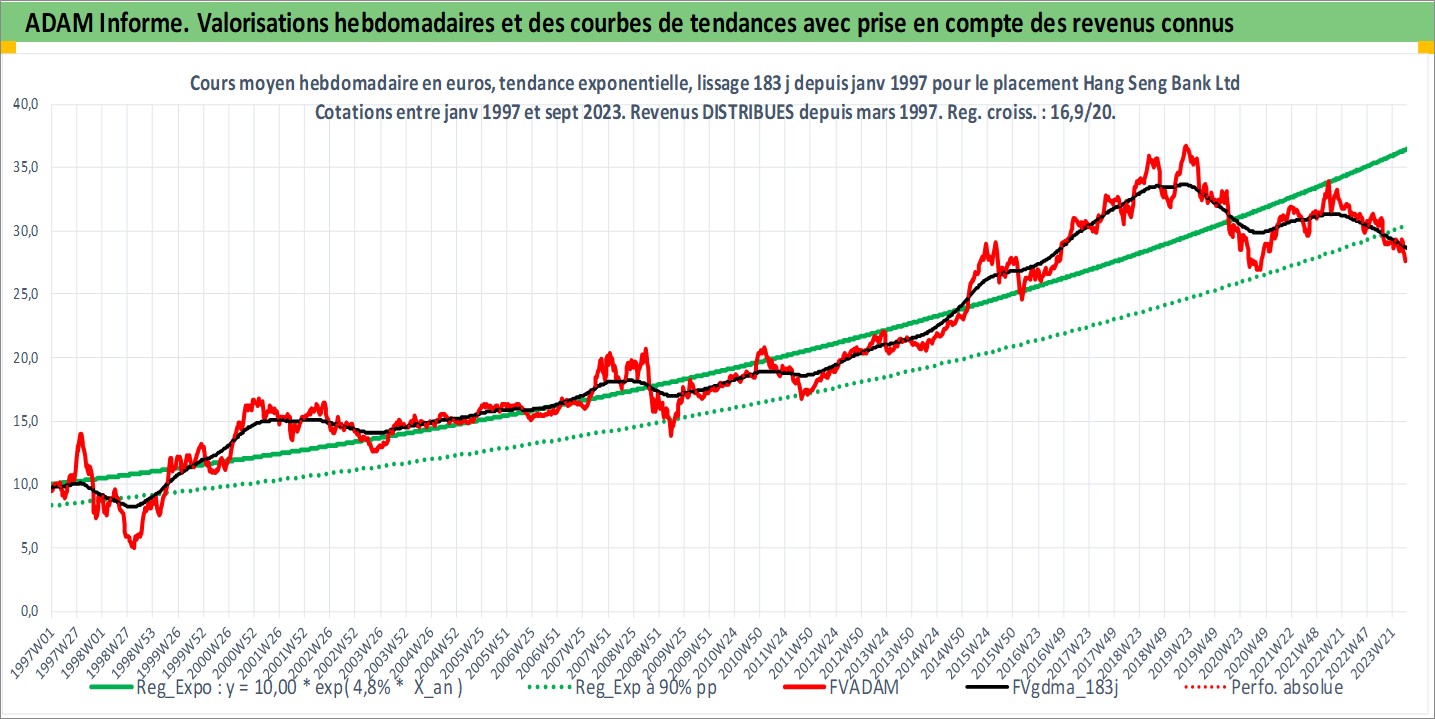 ADAM Informe. Valorisations hebdomadaires et des courbes de tendances avec prise en compte des revenus connus
Cours moyen hebdomadaire en euros, tendance exponentielle, lissage 183 j depuis janv 1997 pour le placement Hang Seng Bank Ltd
Cotations entre janv 1997 et sept 2023. Revenus DISTRIBUES depuis mars 1997. Reg. croiss. : 16,9/20.
40,0
35,0
30,0
25,0
20,0
15,0
10,0
5,0
0,0
1997W01
1997W27
1998W01
1998W27
1998W53
1999W26
1999W52
2000W26
2000W52
2001W26
2001W52
2002W26
2002W52
2003W26
2003W52
2004W26
2004W52
2005W25
2005W51
2006W25
2006W51
2007W25
2007W51
2008W25
2008W51
2009W25
2009W51
2010W24
2010W50
2011W24
2011W50
2012W24
2012W50
2013W24
2013W50
2014W24
2014W50
2015W24
2015W50
2016W23
2016W49
2017W23
2017W49
2018W23
2018W49
2019W23
2019W49
2020W23
2020W49
2021W22
2021W48
2022W21
2022W47
2023W21
Reg_Expo : y = 10,00 * exp( 4,8% * X_an )
Reg_Exp à 90% pp
FVADAM
FVgdma_183j
Perfo. absolue